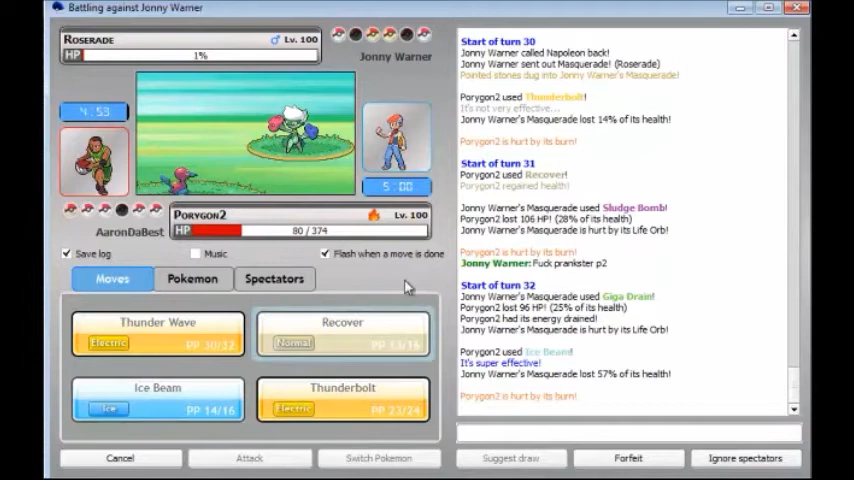 Battling against Jonny Warner
ROSERADE
Lv. 100
HP
1%
Jonny Warner
4:53
5:00
AaronDaBest
PORYGON2
Lv. 100
HP
80 / 374
Save log
Music
Flash when a move is done
Moves
Pokemon
Spectators
Thunder Wave
Electric
PP 30/32
Recover
Normal
PP 13/16
Ice Beam
Ice
PP 14/16
Thunderbolt
Electric
PP 23/24
Cancel
Attack
Switch Pokemon
Start of turn 30
Jonny Warner called Napoleon back!
Jonny Warner sent out Masquerade! (Roserade)
Pointed stones dug into Jonny Warner's Masquerade!
Porygon2 used Thunderbolt!
It's not very effective...
Jonny Warner's Masquerade lost 14% of its health!
Porygon2 is hurt by its burn!
Start of turn 31
Porygon2 used Recover!
Porygon2 regained health!
Jonny Warner's Masquerade used Sludge Bomb!
Porygon2 lost 106 HP! (28% of its health)
Jonny Warner's Masquerade is hurt by its Life Orb!
Porygon2 is hurt by its burn!
Jonny Warner: Fuck prankster p2
Start of turn 32
Jonny Warner's Masquerade used Giga Drain!
Porygon2 lost 96 HP! (25% of its health)
Porygon2 had its energy drained!
Jonny Warner's Masquerade is hurt by its Life Orb!
Porygon2 used Ice Beam!
It's super effective!
Jonny Warner's Masquerade lost 57% of its health!
Porygon2 is hurt by its burn!
Suggest draw
Forfeit
Ignore spectators